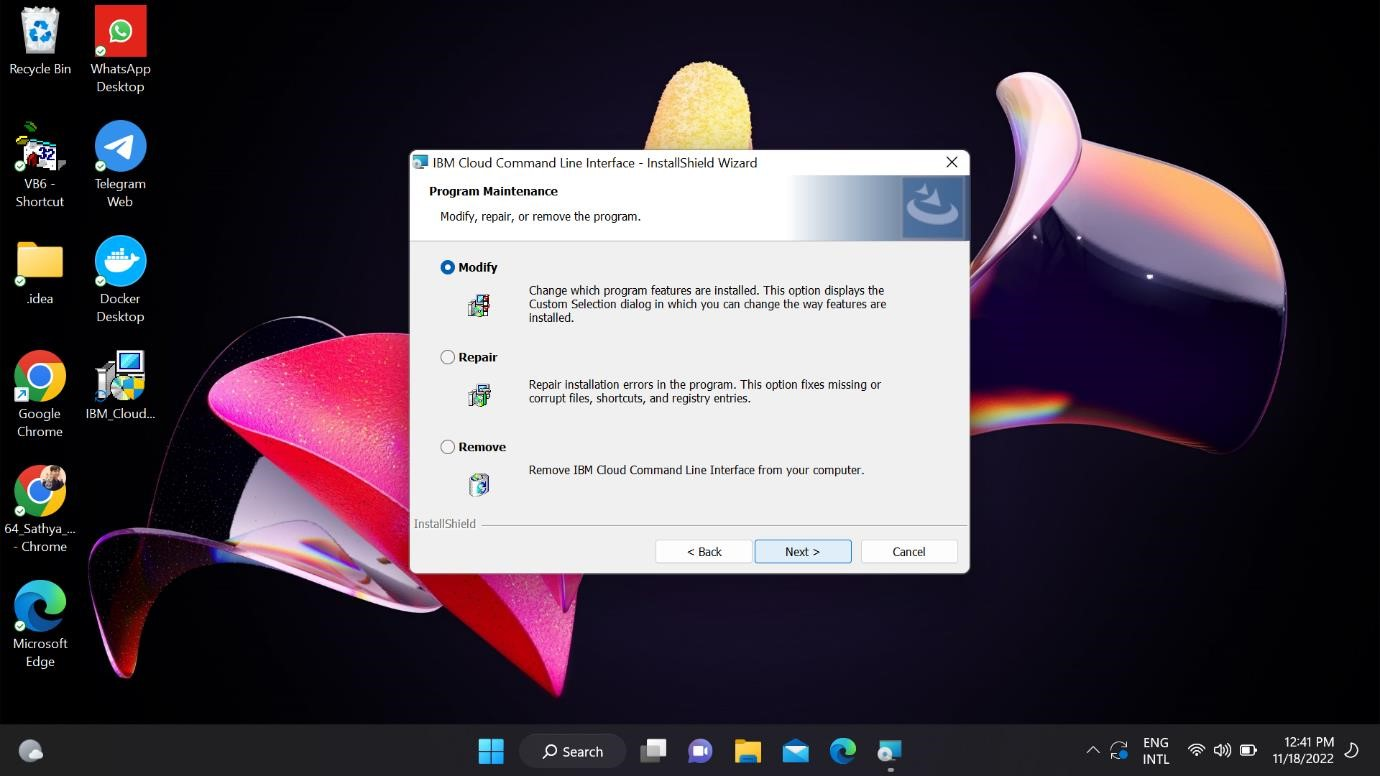 Recycle Bin
WhatsApp
Desktop
VB6 -
Shortcut
Telegram
Web
.idea
Docker
Desktop
Google
Chrome
IBM_Cloud...
64_Sathya_...
- Chrome
Microsoft
Edge
IBM Cloud Command Line Interface - InstallShield Wizard
Program Maintenance
Modify, repair, or remove the program.
Modify
Change which program features are installed. This option displays the
Custom Selection dialog in which you can change the way features are
installed.
Repair
Repair installation errors in the program. This option fixes missing or
corrupt files, shortcuts, and registry entries.
Remove
Remove IBM Cloud Command Line Interface from your computer.
InstallShield
< Back
Next >
Cancel
Search
ENG
INTL
12:41 PM
11/18/2022